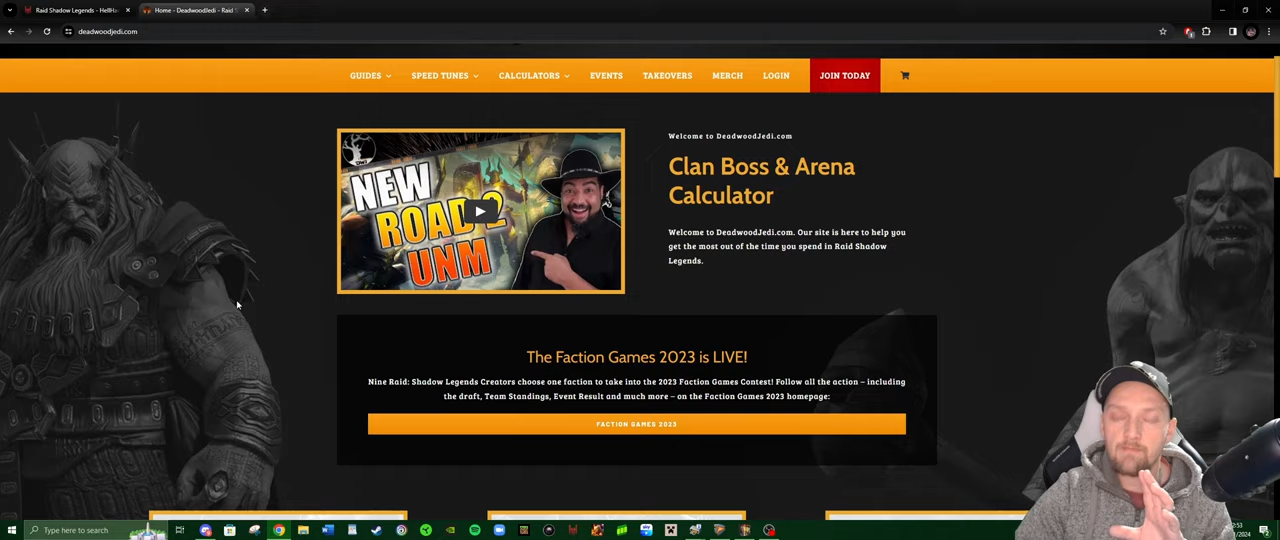 Raid Shadow Legends - HellHa
Home - DeadwoodJedi - Raid S
deadwoodjedi.com
GUIDES SPEED TUNES CALCULATORS EVENTS TAKEOVERS MERCH LOGIN JOIN TODAY
NEW
ROAD 2
UNM
Welcome to DeadwoodJedi.com
Clan Boss & Arena
Calculator
Welcome to DeadwoodJedi.com. Our site is here to help you
get the most out of the time you spend in Raid Shadow
Legends.
The Faction Games 2023 is LIVE!
Nine Raid: Shadow Legends Creators choose one faction to take into the 2023 Faction Games Contest! Follow all the action – including
the draft, Team Standings, Event Result and much more – on the Faction Games 2023 homepage:
FACTION GAMES 2023
Type here to search